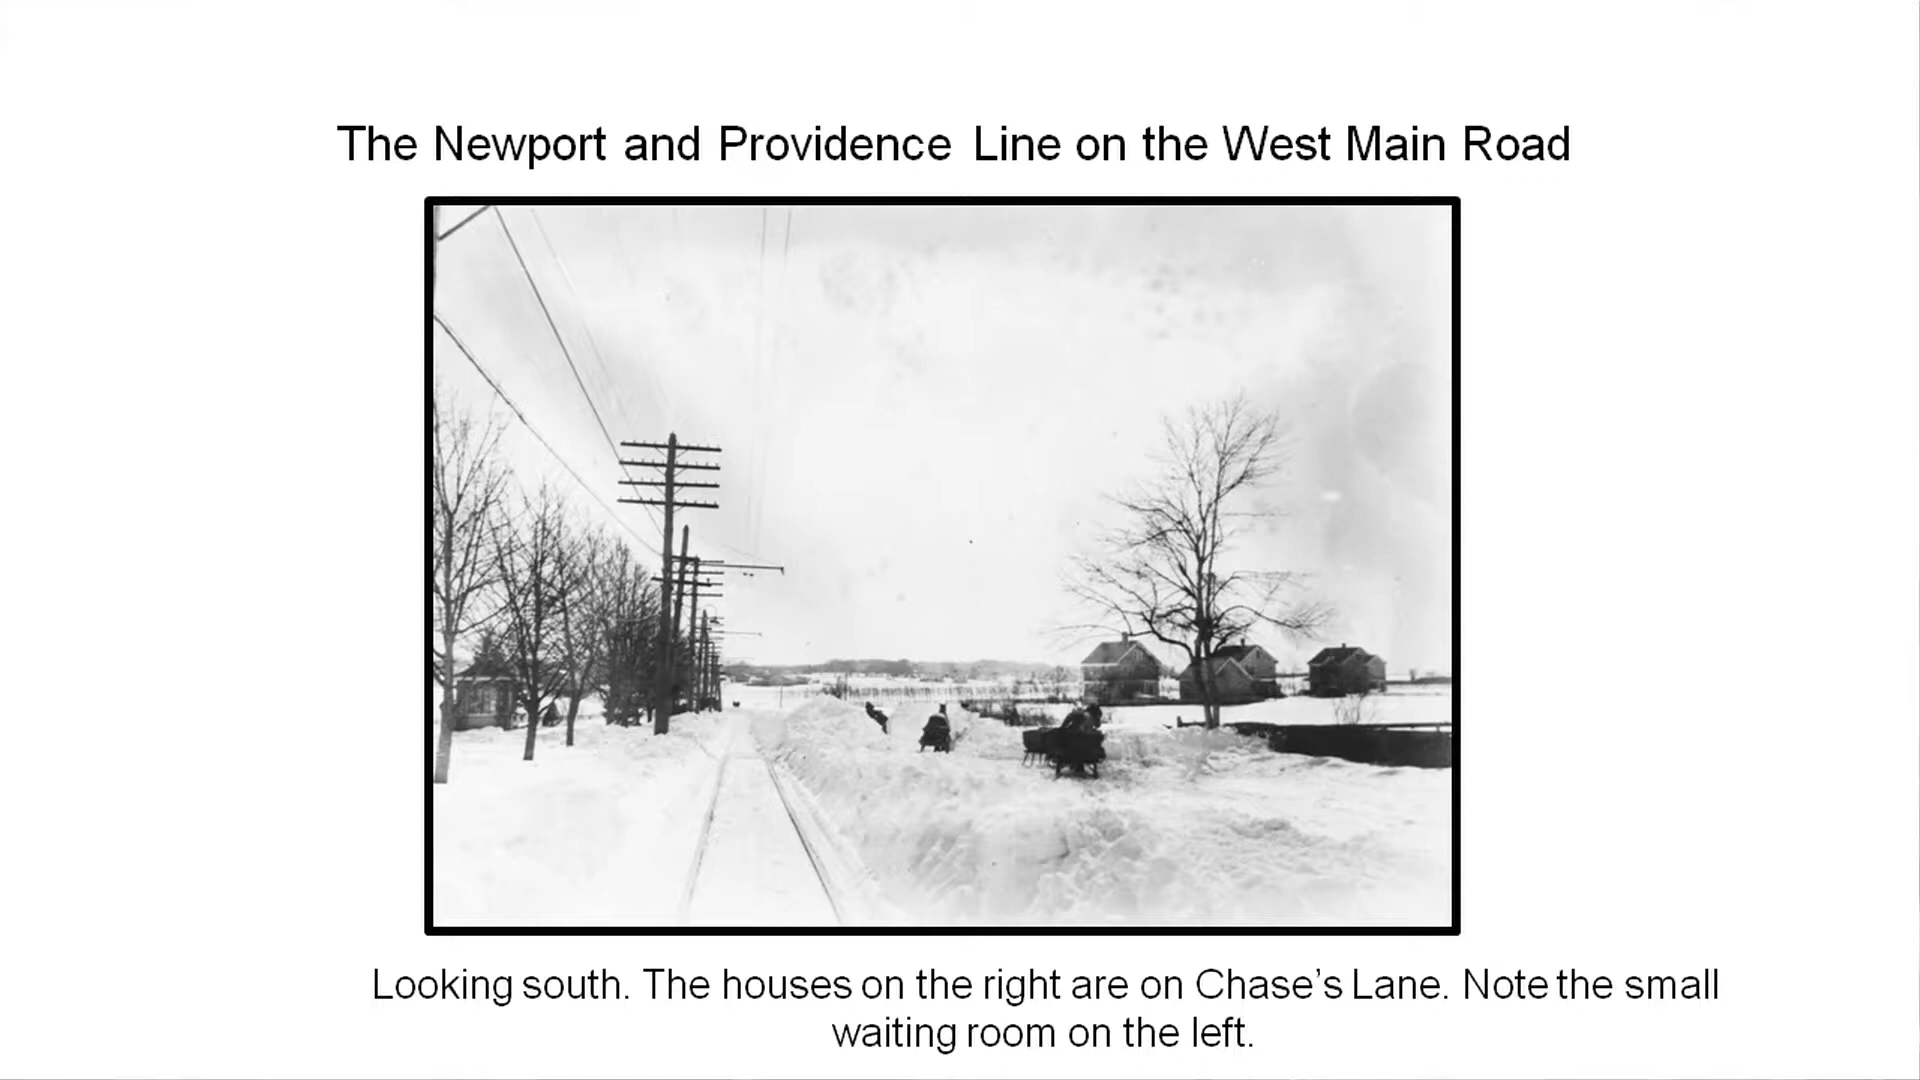 The Newport and Providence Line on the West Main Road
Looking south. The houses on the right are on Chase’s Lane. Note the small
waiting room on the left.